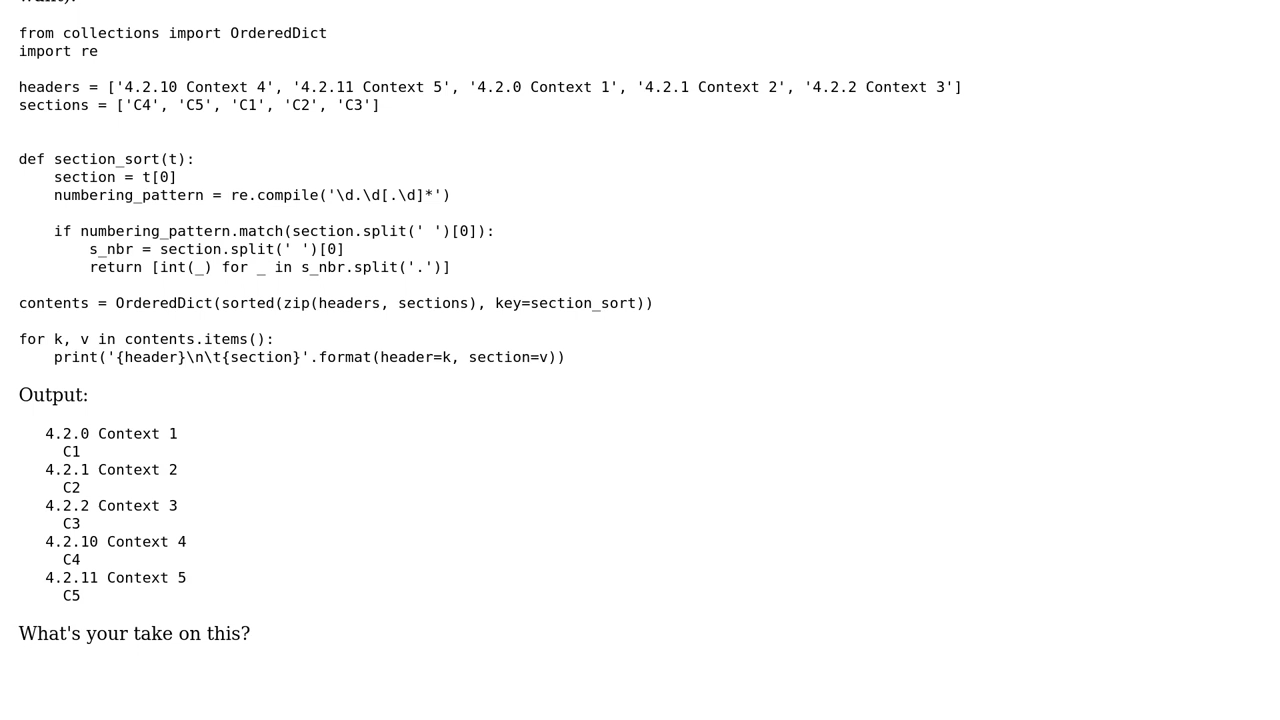 from collections import OrderedDict
import re
headers = ['4.2.10 Context 4', '4.2.11 Context 5', '4.2.0 Context 1', '4.2.1 Context 2', '4.2.2 Context 3']
sections = ['C4', 'C5', 'C1', 'C2', 'C3']
def section_sort(t):
    section = t[0]
    numbering_pattern = re.compile('\d.\d[.\d]*')
    if numbering_pattern.match(section.split(' ')[0]):
        s_nbr = section.split(' ')[0]
        return [int(_) for _ in s_nbr.split('.')]
contents = OrderedDict(sorted(zip(headers, sections), key=section_sort))
for k, v in contents.items():
    print('{header}\n\t{section}'.format(header=k, section=v))
Output:
   4.2.0 Context 1
     C1
   4.2.1 Context 2
     C2
   4.2.2 Context 3
     C3
   4.2.10 Context 4
     C4
   4.2.11 Context 5
     C5
What's your take on this?